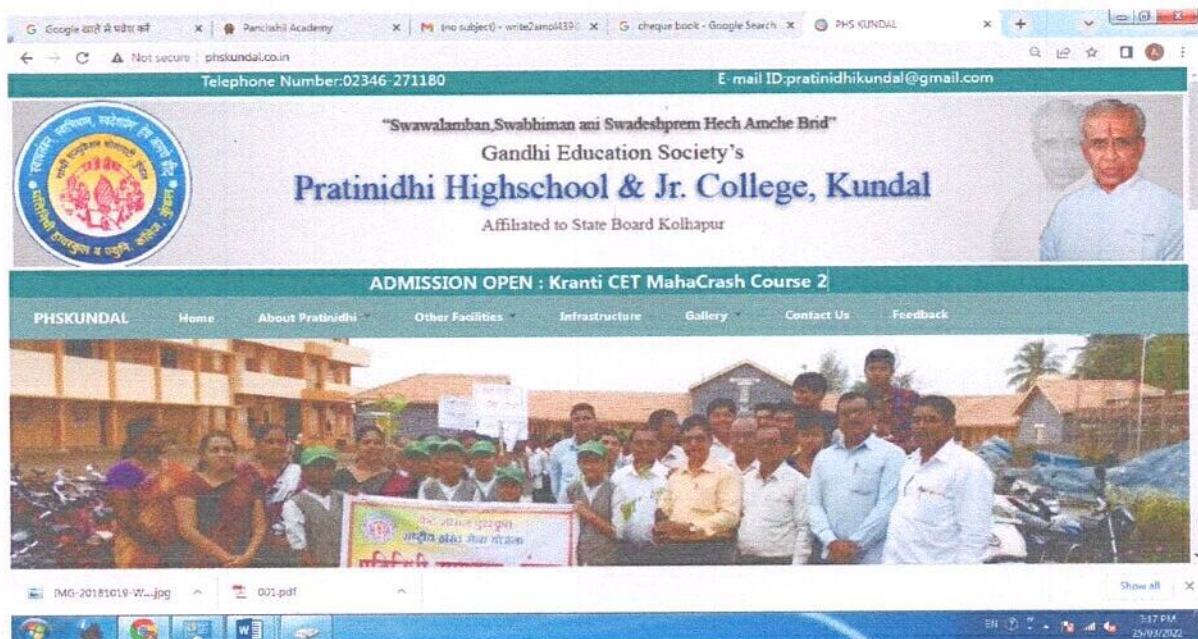 Google खाते में प्रवेश करें
Panchshil Academy
(no subject) - write2amol4390
cheque book - Google Search
PHS KUNDAL
Not secure phskundal.co.in
Telephone Number:02346-271180
E-mail ID:pratinidhikundal@gmail.com
"Swawalamban,Swabhiman ani Swadeshprem Hech Amche Brid"
Gandhi Education Society's
Pratinidhi Highschool & Jr. College, Kundal
Affiliated to State Board Kolhapur
ADMISSION OPEN : Kranti CET MahaCrash Course 2
PHSKUNDAL Home About Pratinidhi Other Facilities Infrastructure Gallery Contact Us Feedback
राष्ट्रीय हरित सेना योजना
IMG-20181019-W....jpg
001.pdf
Show all
EN
3:17 PM
25/03/2022